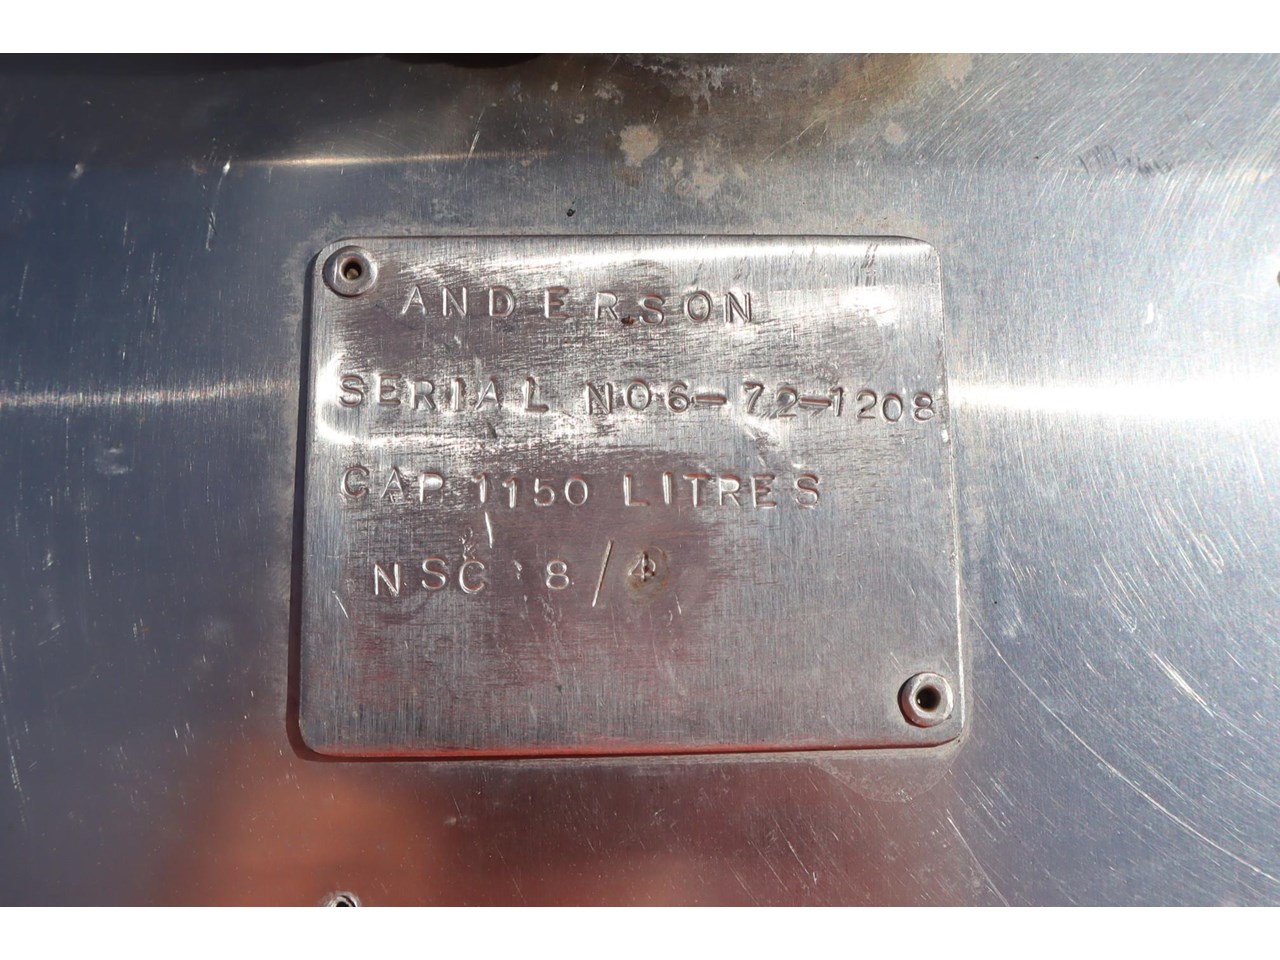 ANDERSON
SERIAL NO6-72-1208
CAP 1150 LITRES
NSC 8/4